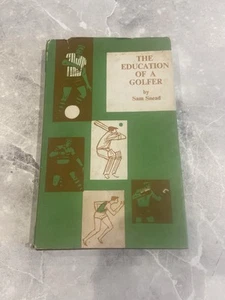 THE
EDUCATION
OF A
GOLFER
by
Sam Snead